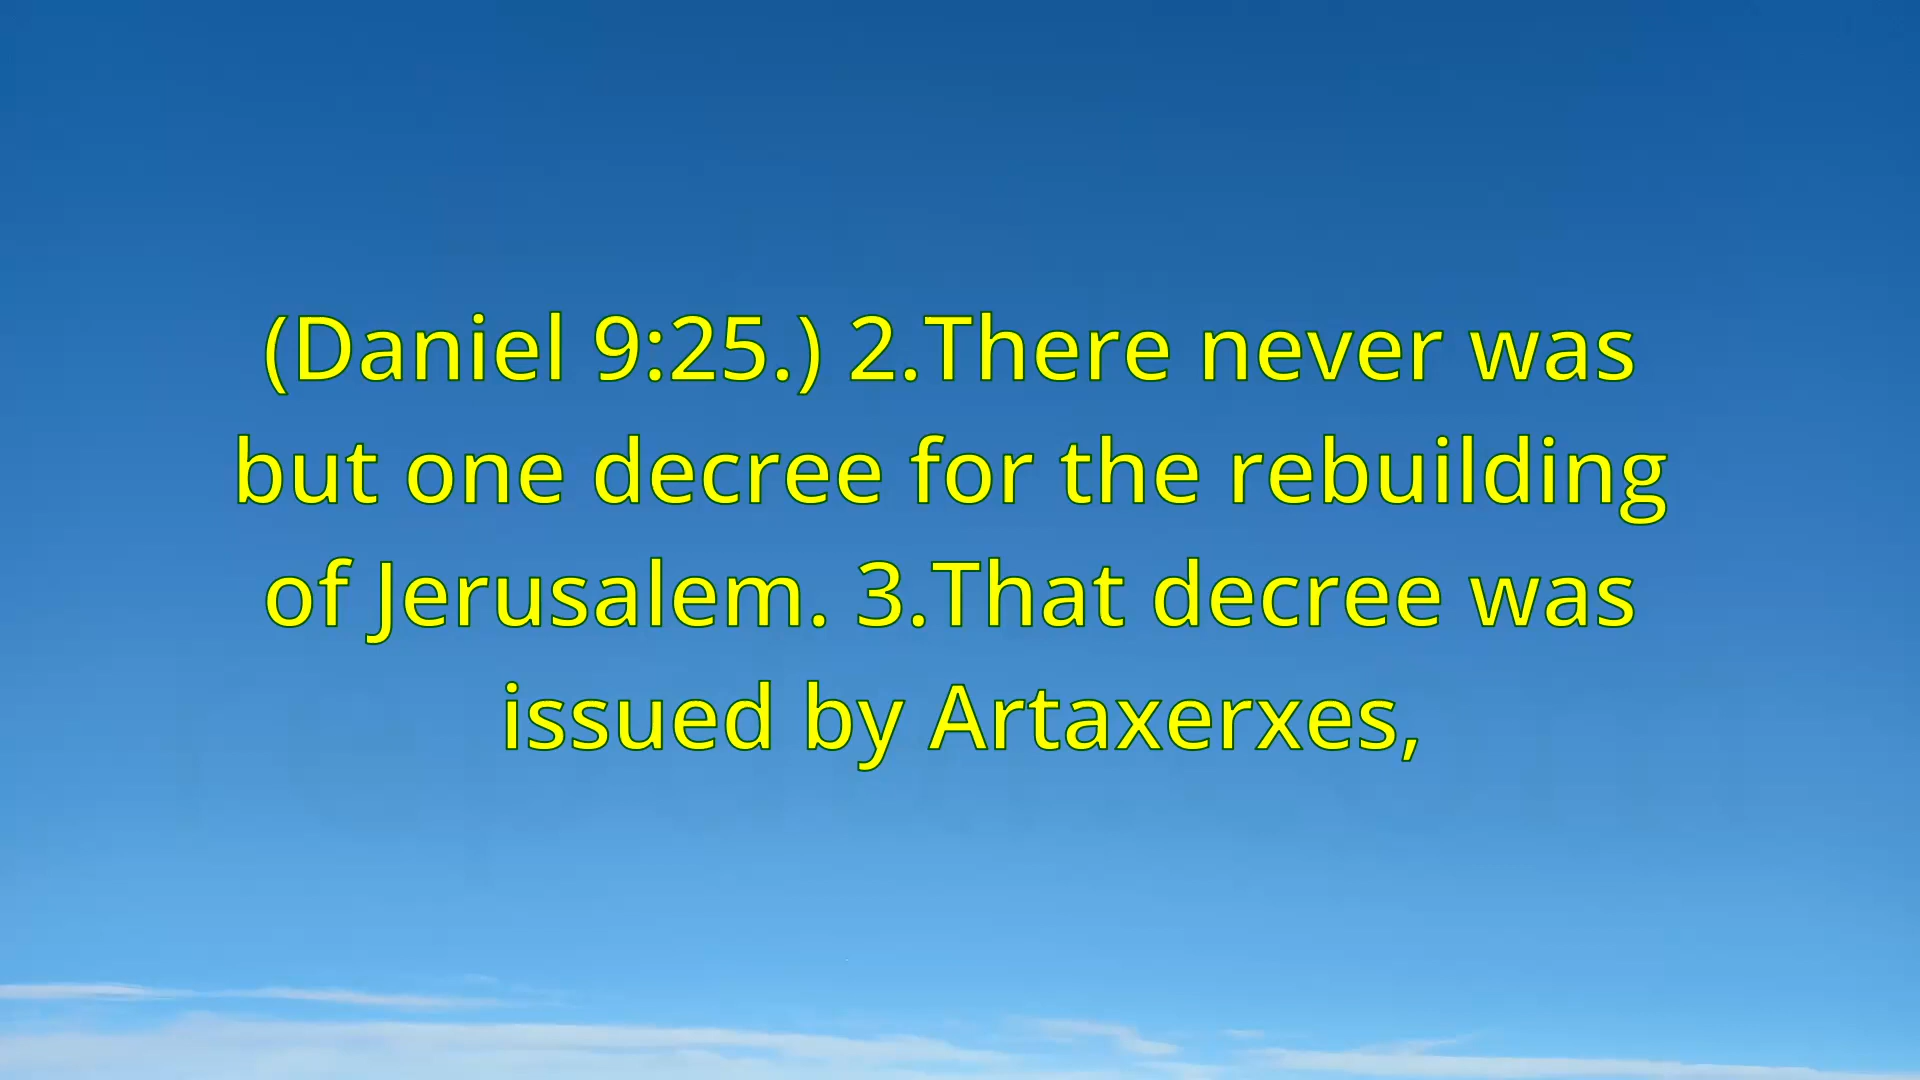 (Daniel 9:25.) 2.There never was
but one decree for the rebuilding
of Jerusalem. 3.That decree was
issued by Artaxerxes,